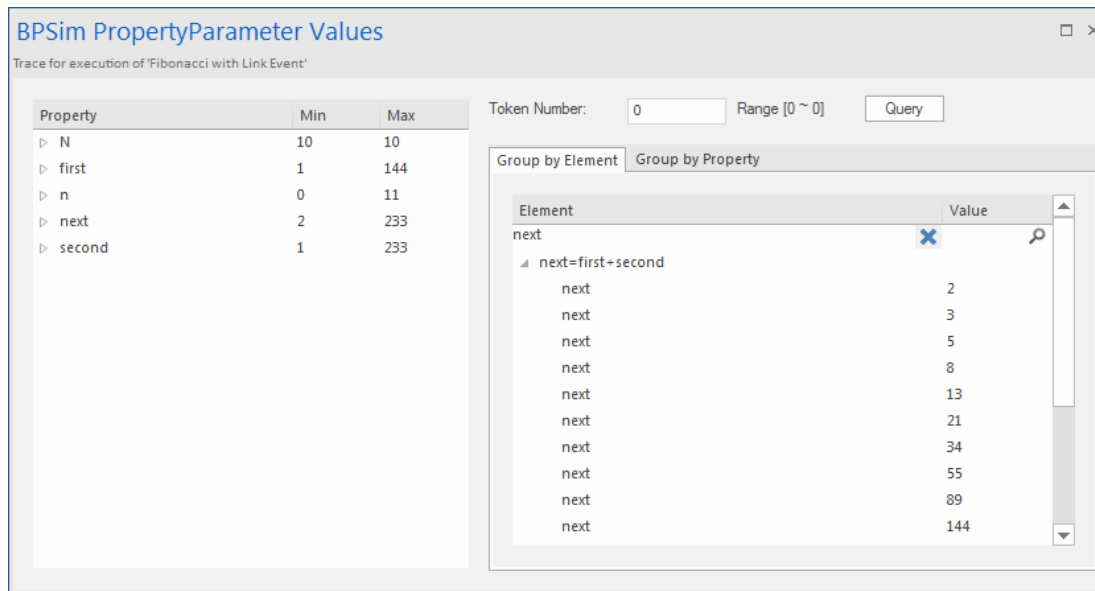 BPSim PropertyParameter Values
Trace for execution of 'Fibonacci with Link Event'
Property Min Max
N 10 10
first 1 144
n 0 11
next 2 233
second 1 233
Token Number: 0 Range [0 ~ 0] Query
Group by Element Group by Property
Element Value
next
next=first+second
next 2
next 3
next 5
next 8
next 13
next 21
next 34
next 55
next 89
next 144